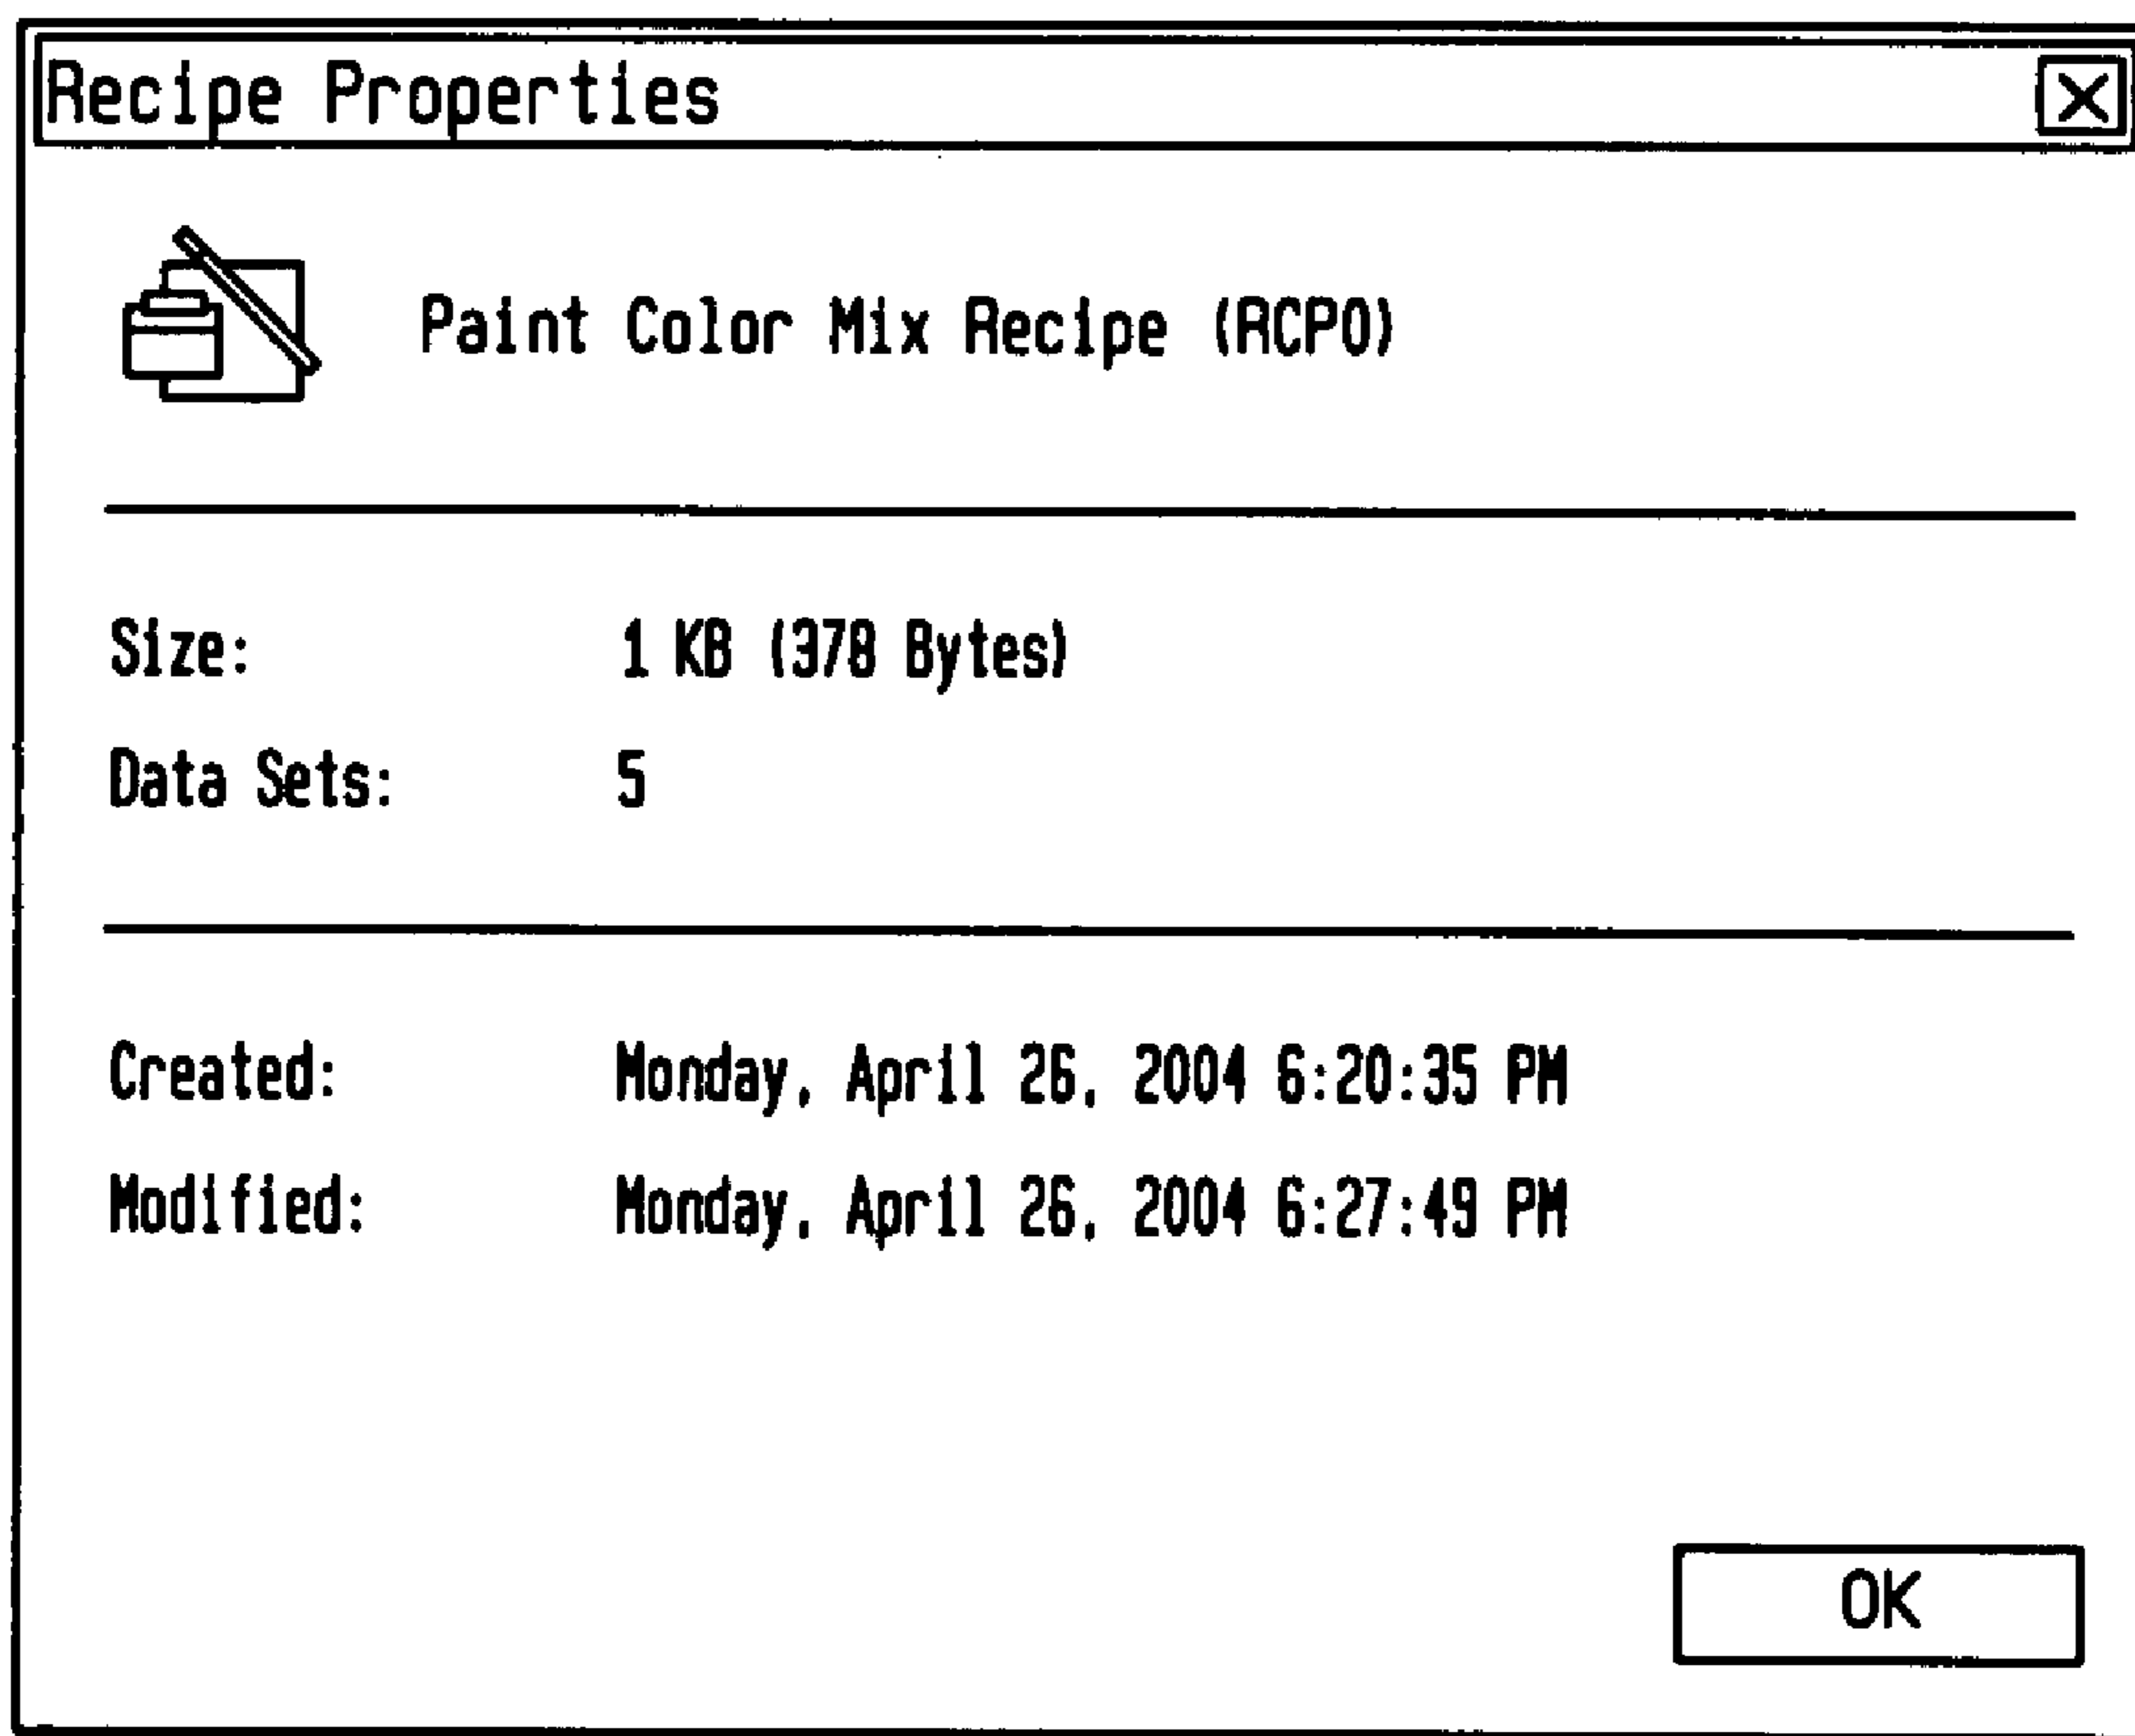 Recipe Properties
Paint Color Mix Recipe (RCP0)
Size: 1 KB (378 Bytes)
Data Sets: 5
Created: Monday, April 26, 2004 6:20:35 PM
Modified: Monday, April 26, 2004 6:27:49 PM
OK